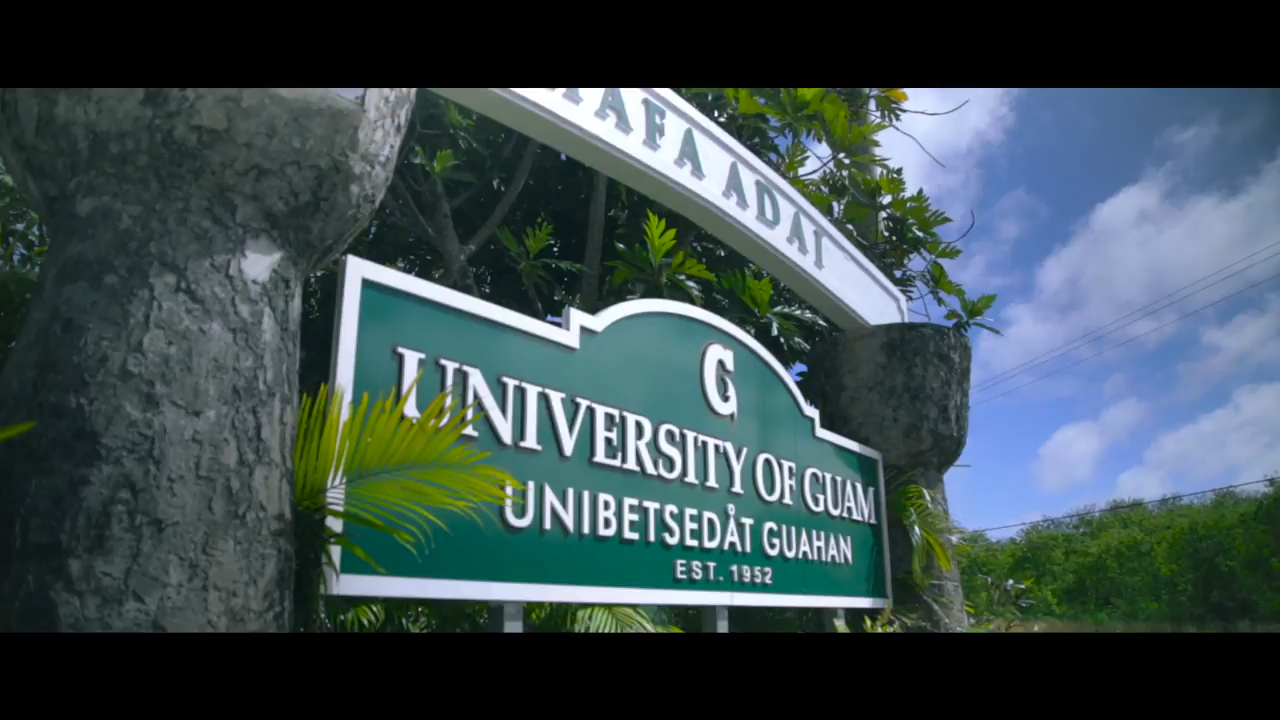 AFA ADAI
G
UNIVERSITY OF GUAM
UNIBETSEDÅT GUAHAN
EST. 1952